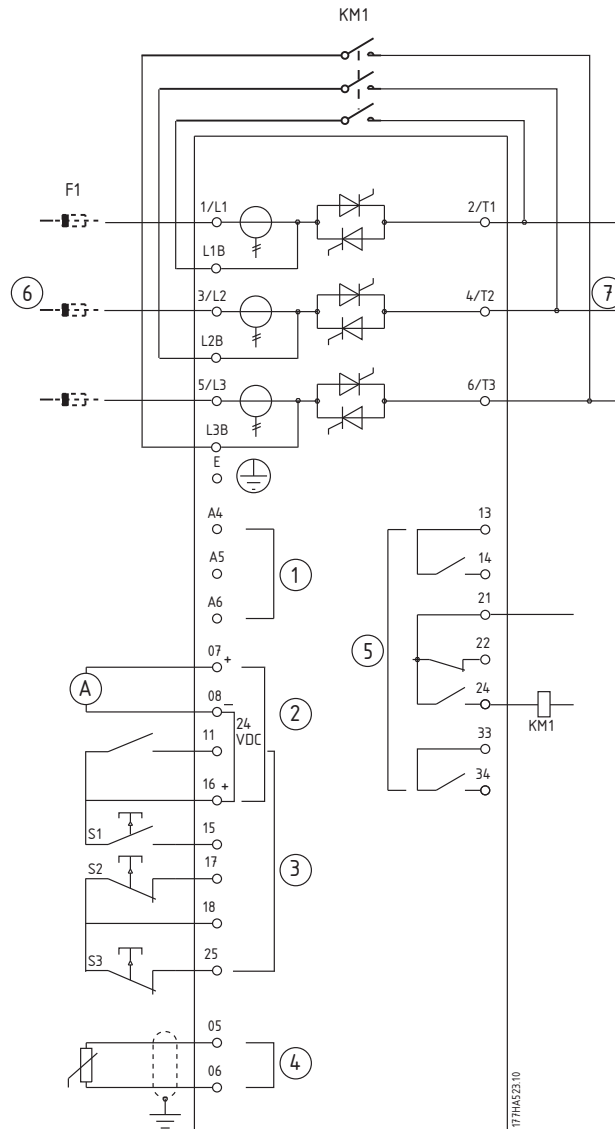 KM1
F1
1/L1
2/T1
L1B
6
3/L2
4/T2
7
L2B
5/L3
6/T3
L3B
E
A4
13
A5
14
1
A6
21
07 +
22
5
A
08 −
24
2
24
VDC
KM1
11
33
16 +
34
S1
15
S2
17
3
18
S3
25
05
4
06
177HA523.10